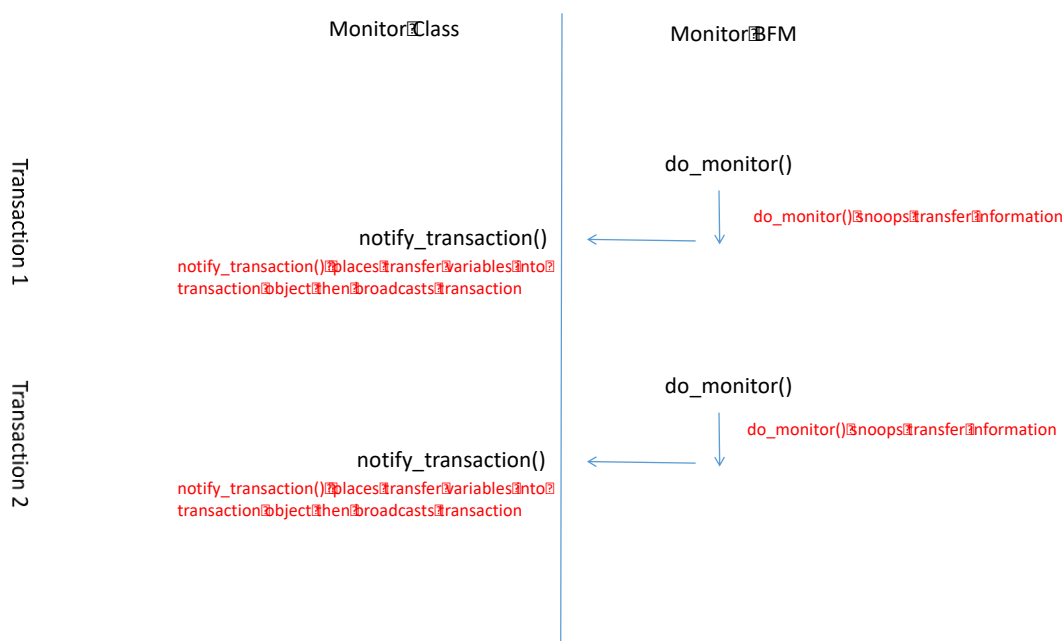 Monitor Class
Monitor BFM
Transaction 1
do_monitor()
do_monitor() snoops transfer information
notify_transaction()
notify_transaction() places transfer variables into
transaction object then broadcasts transaction
Transaction 2
do_monitor()
do_monitor() snoops transfer information
notify_transaction()
notify_transaction() places transfer variables into
transaction object then broadcasts transaction